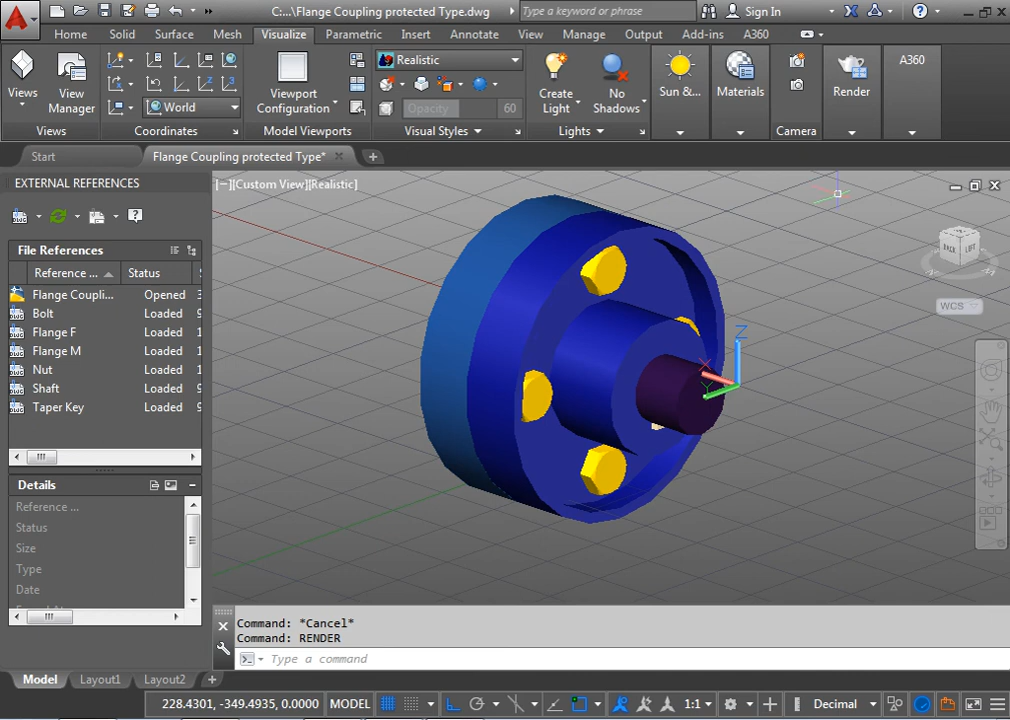 C:...\Flange Coupling protected Type.dwg
Type a keyword or phrase
Sign In
Home Solid Surface Mesh Visualize Parametric Insert Annotate View Manage Output Add-ins A360
Views
View Manager
World
Viewport Configuration
Realistic
Opacity 60
Create Light
No Shadows
Sun &...
Materials
Render
A360
Views Coordinates Model Viewports Visual Styles Lights Camera
Start
Flange Coupling protected Type*
EXTERNAL REFERENCES
[−][Custom View][Realistic]
File References
Reference ... Status
Flange Coupli... Opened
Bolt Loaded
Flange F Loaded
Flange M Loaded
Nut Loaded
Shaft Loaded
Taper Key Loaded
Details
Reference ...
Status
Size
Type
Date
BACK LEFT
WCS
Z
X
Y
Command: *Cancel*
Command: RENDER
Type a command
Model Layout1 Layout2
228.4301, -349.4935, 0.0000 MODEL 1:1 Decimal